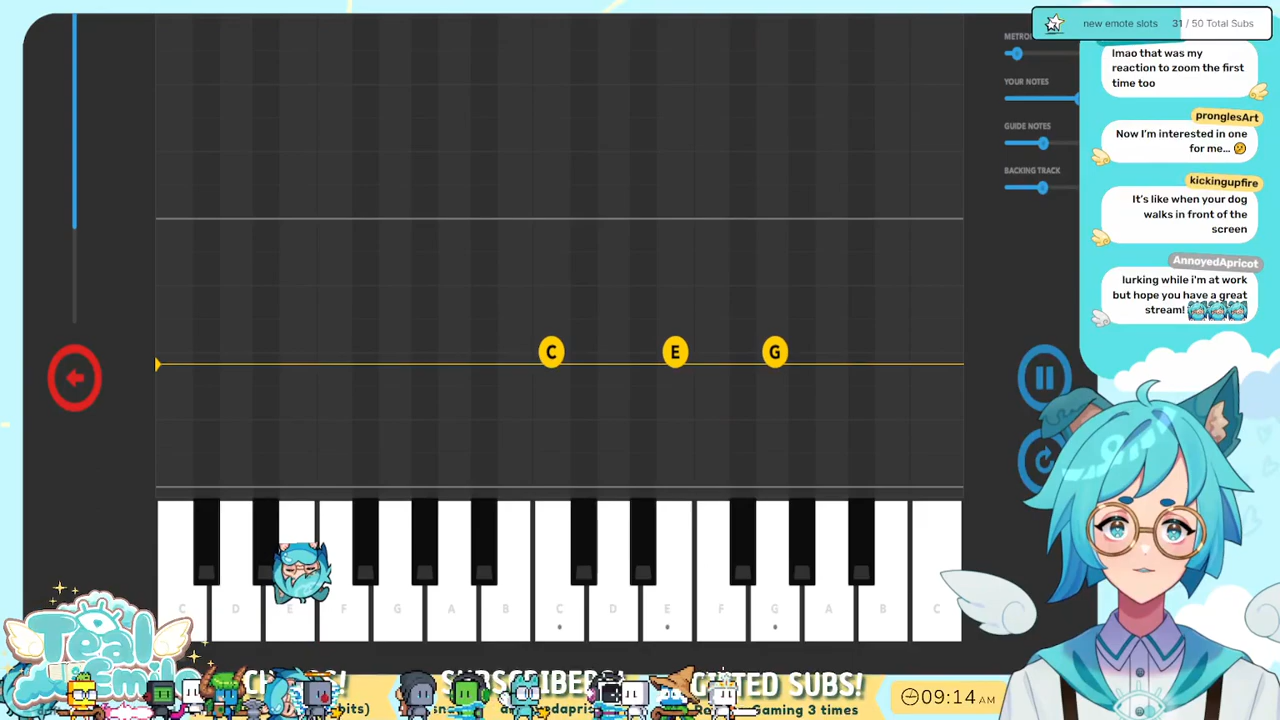 new emote slots 31 / 50 Total Subs
YOUR NOTES
GUIDE NOTES
BACKING TRACK
lmao that was my
reaction to zoom the first
time too
pronglesArt
Now I'm interested in one
for me...
kickingupfire
It's like when your dog
walks in front of the
screen
AnnoyedApricot
lurking while i'm at work
but hope you have a great
stream!
C E G
C D E F G A B C D E F G A B C
Teal
SUBSCRIBERS!
GIFTED SUBS!
bits)
Gaming 3 times
09:14 AM